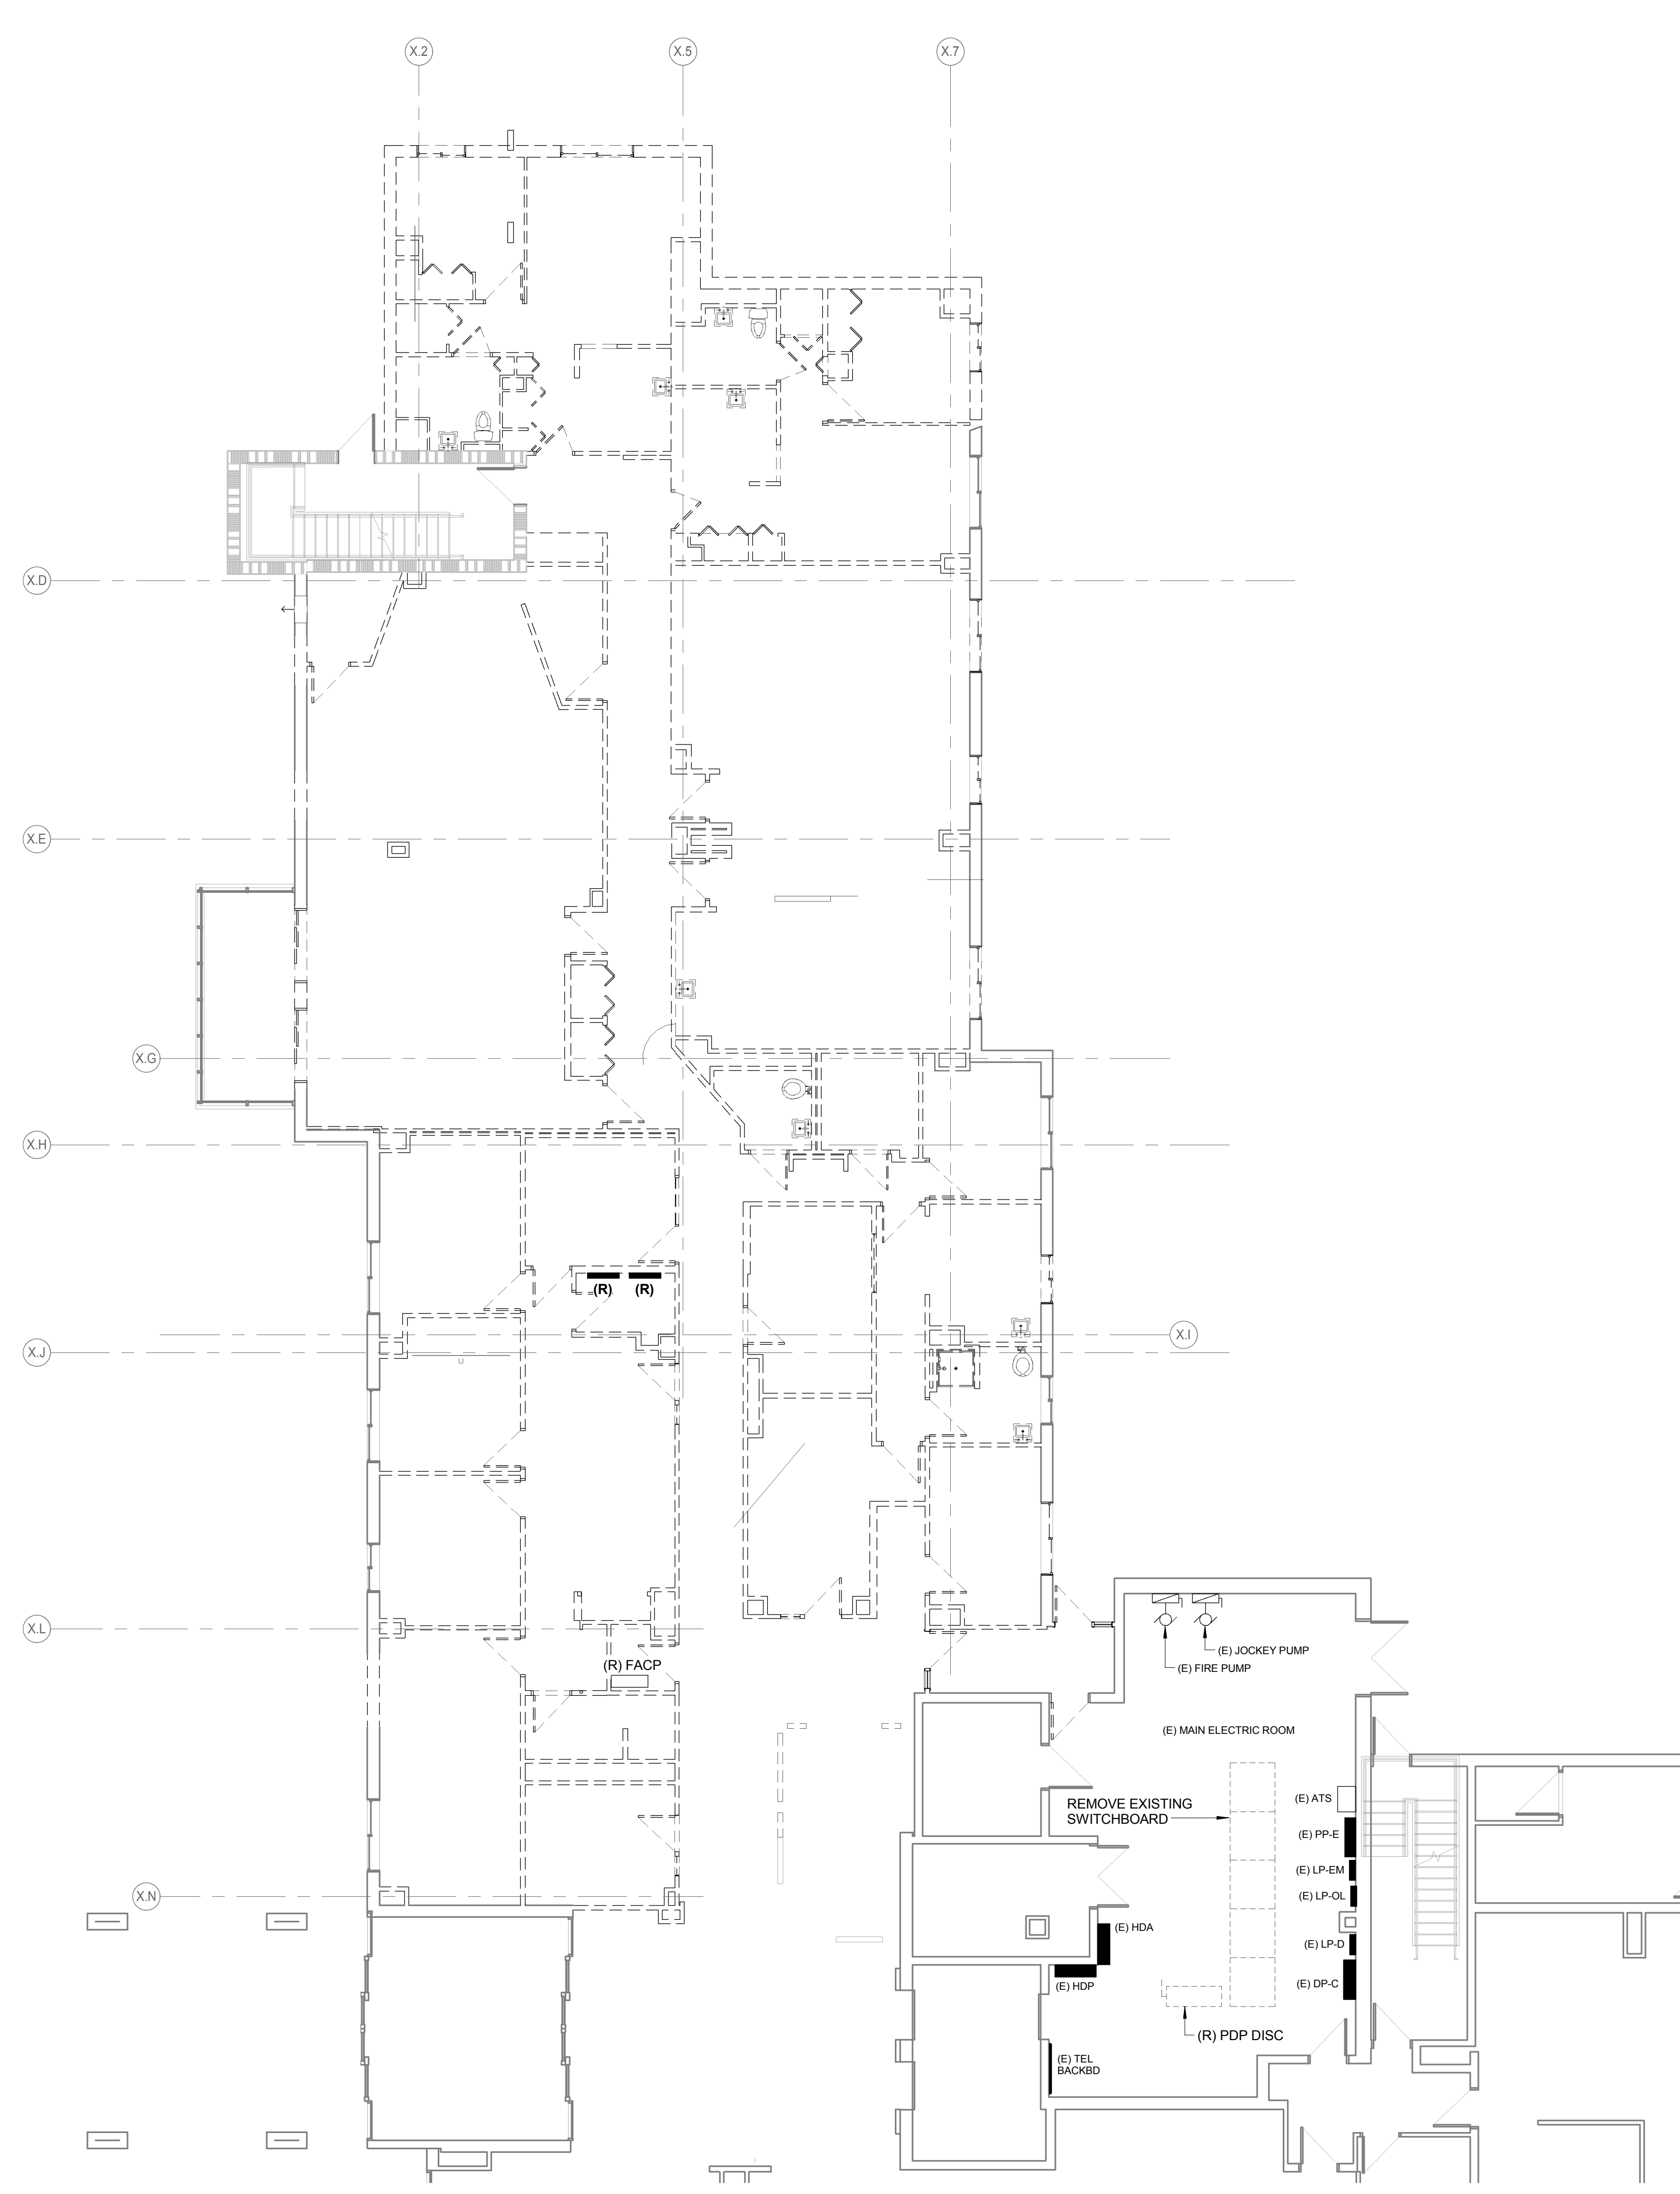 X.2
X.5
X.7
X.D
X.E
X.G
X.H
(R)
(R)
X.I
X.J
X.L
(E) JOCKEY PUMP
(R) FACP
(E) FIRE PUMP
(E) MAIN ELECTRIC ROOM
(E) ATS
REMOVE EXISTING
SWITCHBOARD
(E) PP-E
(E) LP-EM
(E) LP-OL
X.N
(E) HDA
(E) LP-D
(E) DP-C
(E) HDP
(R) PDP DISC
(E) TEL
BACKBD